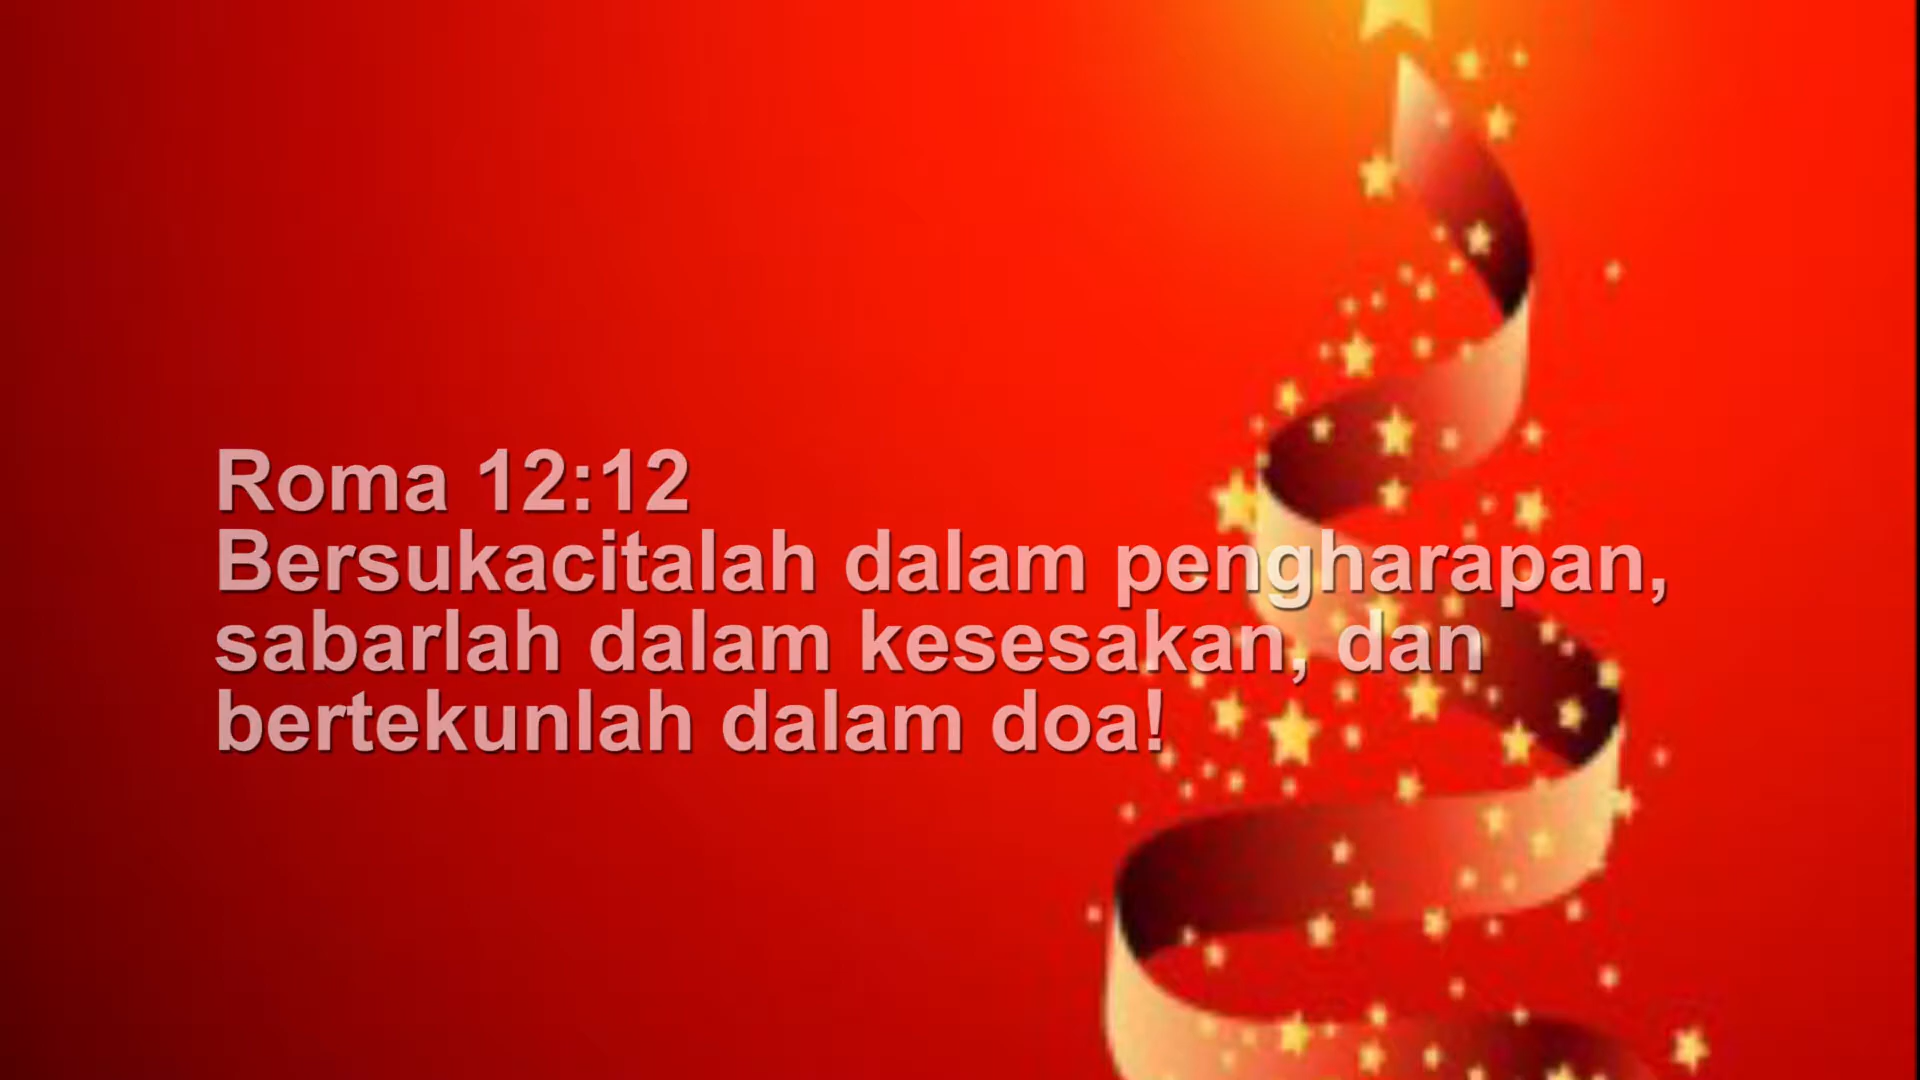 Roma 12:12
Bersukacitalah dalam pengharapan,
sabarlah dalam kesesakan, dan
bertekunlah dalam doa!